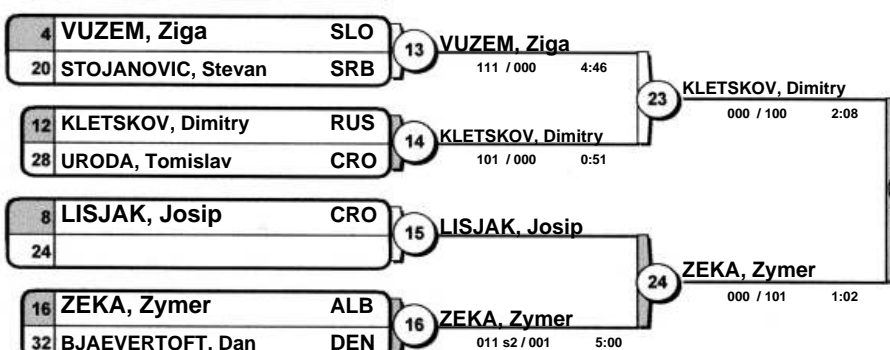 4 VUZEM, Ziga SLO
20 STOJANOVIC, Stevan SRB
13
VUZEM, Ziga
111 / 000 4:46
12 KLETSKOV, Dimitry RUS
28 URODA, Tomislav CRO
14
KLETSKOV, Dimitry
101 / 000 0:51
23
KLETSKOV, Dimitry
000 / 100 2:08
8 LISJAK, Josip CRO
24
15
LISJAK, Josip
16 ZEKA, Zymer ALB
32 BJAEVERTOFT, Dan DEN
16
ZEKA, Zymer
011 s2 / 001 5:00
24
ZEKA, Zymer
000 / 101 1:02